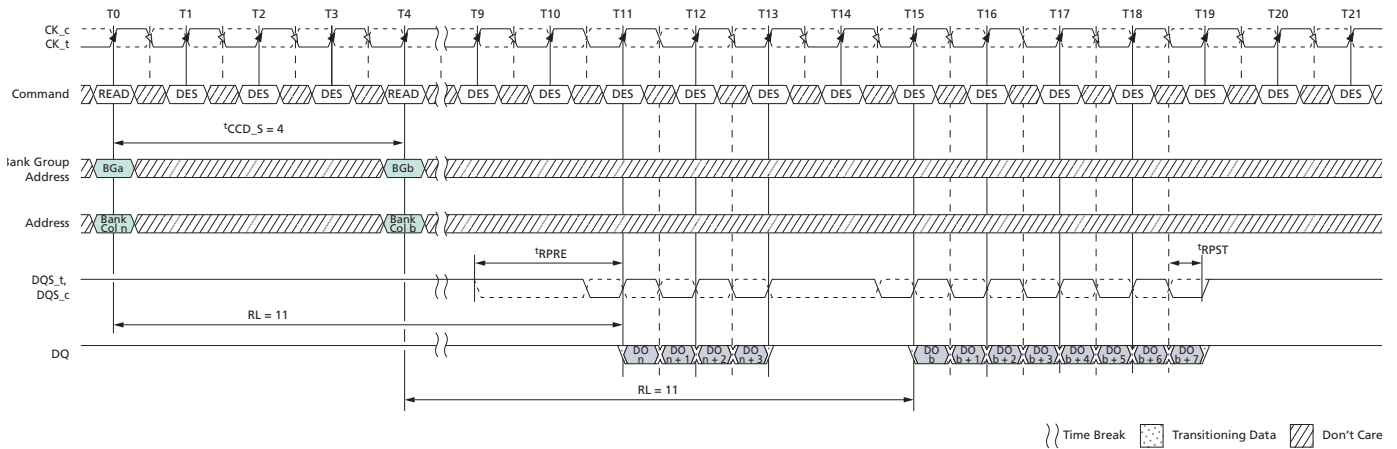 T0 T1 T2 T3 T4 T9 T10 T11 T12 T13 T14 T15 T16 T17 T18 T19 T20 T21
CK_c
CK_t
Command READ DES DES DES READ DES DES DES DES DES DES DES DES DES DES DES DES DES
tCCD_S = 4
Bank Group
Address
BGa BGb
Address
Bank
Col n
Bank
Col b
tRPRE
tRPST
DQS_t,
DQS_c
RL = 11
DQ
DO
n
DO
n + 1
DO
n + 2
DO
n + 3
DO
b
DO
b + 1
DO
b + 2
DO
b + 3
DO
b + 4
DO
b + 5
DO
b + 6
DO
b + 7
RL = 11
Time Break Transitioning Data Don't Care